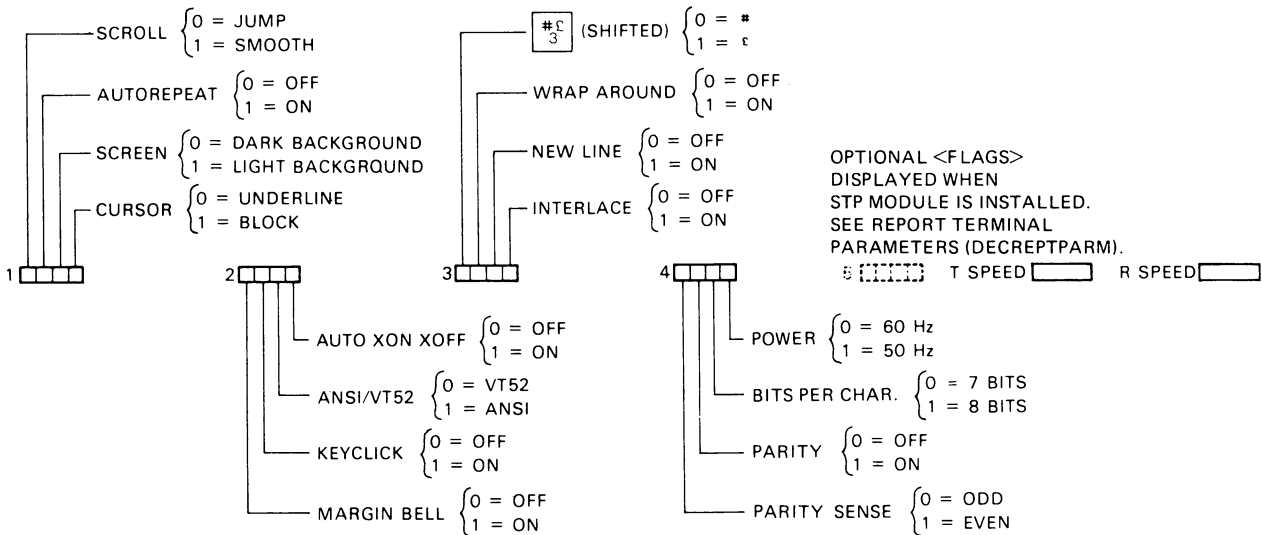 SCROLL 0 = JUMP
1 = SMOOTH
AUTOREPEAT 0 = OFF
1 = ON
SCREEN 0 = DARK BACKGROUND
1 = LIGHT BACKGROUND
CURSOR 0 = UNDERLINE
1 = BLOCK
1
2
AUTO XON XOFF 0 = OFF
1 = ON
ANSI/VT52 0 = VT52
1 = ANSI
KEYCLICK 0 = OFF
1 = ON
MARGIN BELL 0 = OFF
1 = ON
#£
3
(SHIFTED) 0 = #
1 = £
WRAP AROUND 0 = OFF
1 = ON
NEW LINE 0 = OFF
1 = ON
INTERLACE 0 = OFF
1 = ON
3
4
POWER 0 = 60 Hz
1 = 50 Hz
BITS PER CHAR. 0 = 7 BITS
1 = 8 BITS
PARITY 0 = OFF
1 = ON
PARITY SENSE 0 = ODD
1 = EVEN
OPTIONAL <FLAGS>
DISPLAYED WHEN
STP MODULE IS INSTALLED.
SEE REPORT TERMINAL
PARAMETERS (DECREPTPARM).
T SPEED R SPEED